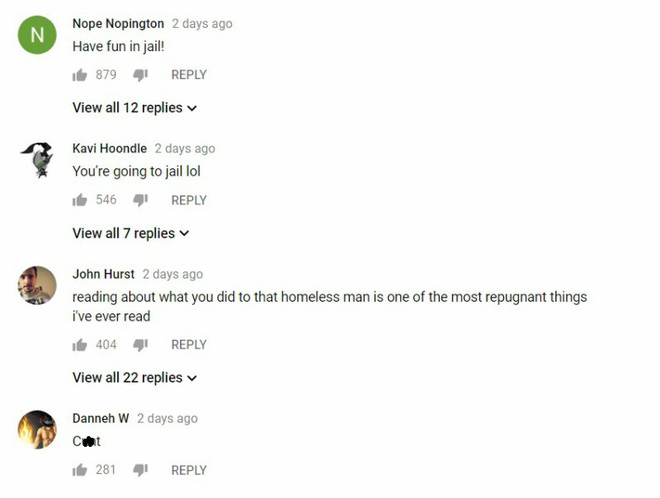 N
Nope Nopington 2 days ago
Have fun in jail!
879 REPLY
View all 12 replies
Kavi Hoondle 2 days ago
You're going to jail lol
546 REPLY
View all 7 replies
John Hurst 2 days ago
reading about what you did to that homeless man is one of the most repugnant things
i've ever read
404 REPLY
View all 22 replies
Danneh W 2 days ago
281 REPLY